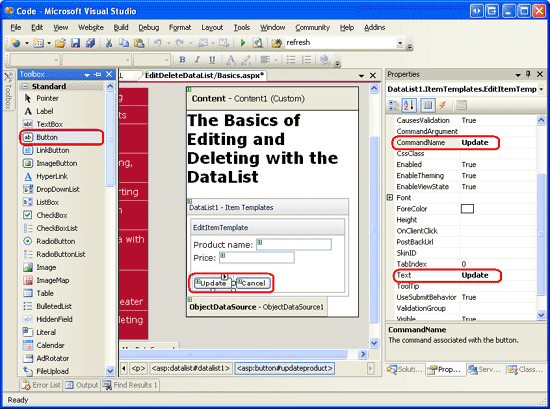 Code - Microsoft Visual Studio
File Edit View Website Build Debug Format Layout Tools Window Community Help Addins
refresh
B I U
Toolbox
EditDeleteDataList/Basics.aspx*
Properties
Toolbox
Standard
Pointer
Label
TextBox
Button
LinkButton
ImageButton
HyperLink
DropDownList
ListBox
CheckBox
CheckBoxList
RadioButton
RadioButtonList
Image
ImageMap
Table
BulletedList
HiddenField
Literal
Calendar
AdRotator
FileUpload
Content - Content1 (Custom)
The Basics of
Editing and
Deleting with the
DataList
DataList1 - Item Templates
EditItemTemplate
Product name:
Price:
Update Cancel
ObjectDataSource - ObjectDataSource1
<p> <asp:datalist#datalist1> <asp:button#updateproduct>
DataList1.ItemTemplates.EditItemTemp
CausesValidation True
CommandArgument
CommandName Update
CssClass
Enabled True
EnableTheming True
EnableViewState True
Font
ForeColor
Height
OnClientClick
PostBackUrl
SkinID
TabIndex 0
Text Update
ToolTip
UseSubmitBehavior True
ValidationGroup
Visible True
CommandName
The command associated with the button.
Solutio... Prope... Serv... Class...
Error List Output Find Results 1
Ready